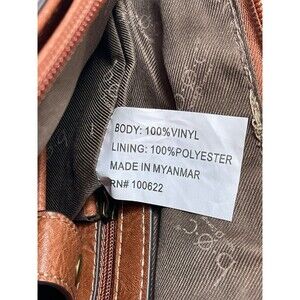 BODY: 100%VINYL
LINING: 100%POLYESTER
MADE IN MYANMAR
RN# 100622